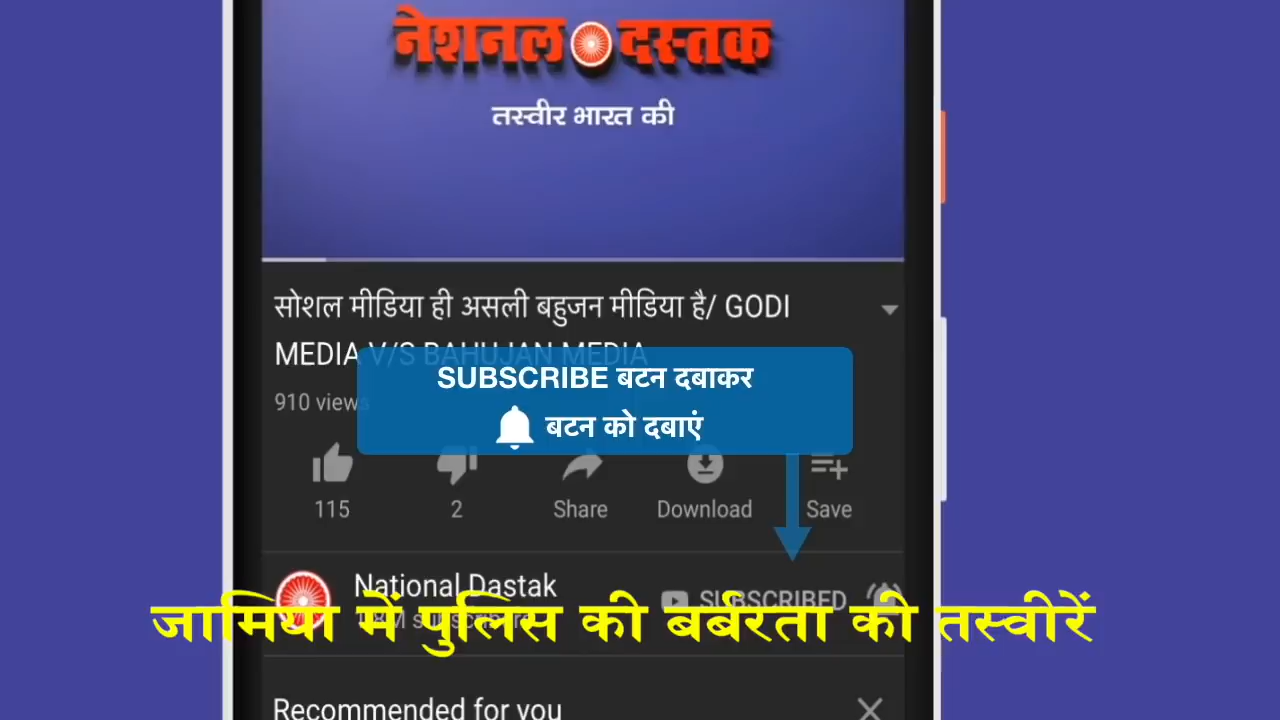 नेशनल दस्तक
तस्वीर भारत की
सोशल मीडिया ही असली बहुजन मीडिया है/ GODI
MEDIA V/S BAHUJAN MEDIA
910 views
SUBSCRIBE बटन दबाकर
बटन को दबाएं
115
2
Share
Download
Save
National Dastak
SUBSCRIBED
जामिया में पुलिस की बर्बरता की तस्वीरें
Recommended for you